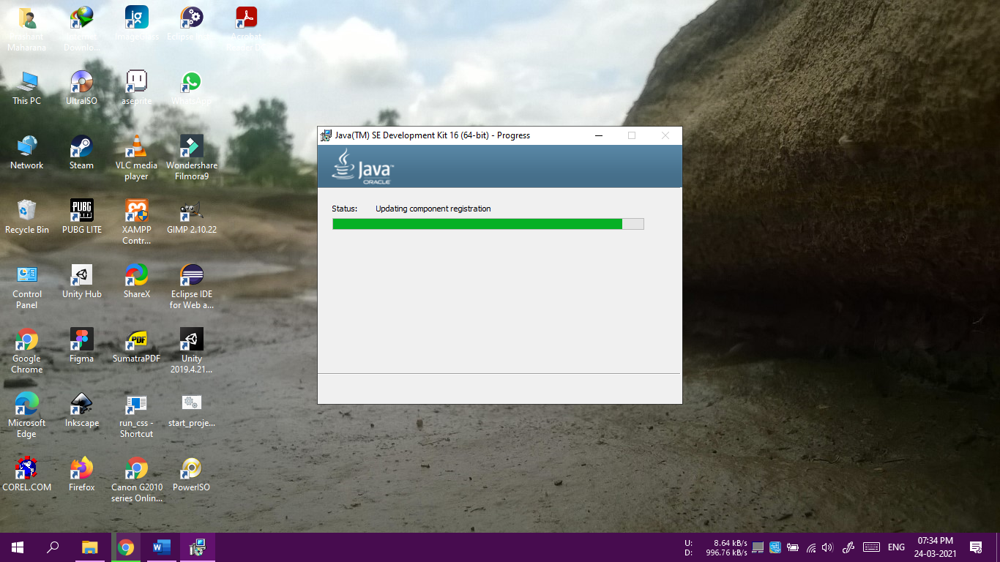 Prashant
Maharana
Internet
Downlo...
ImageGlass
Eclipse
Acrobat
Reader D...
This PC
UltraISO
aseprite
WhatsApp
Network
Steam
VLC media
player
Wondershare
Filmora9
Recycle Bin
PUBG
PUBG LITE
XAMPP
Contr...
GIMP 2.10.22
Control
Panel
Unity Hub
ShareX
Eclipse IDE
for Web a...
Google
Chrome
Figma
PDF
SumatraPDF
Unity
2019.4.21...
Microsoft
Edge
Inkscape
run_css -
Shortcut
start_proje...
COREL.COM
Firefox
Canon G2010
series Onlin...
PowerISO
Java(TM) SE Development Kit 16 (64-bit) - Progress
Java™
ORACLE
Status: Updating component registration
U: 8.64 kB/s
D: 996.76 kB/s
ENG
07:34 PM
24-03-2021